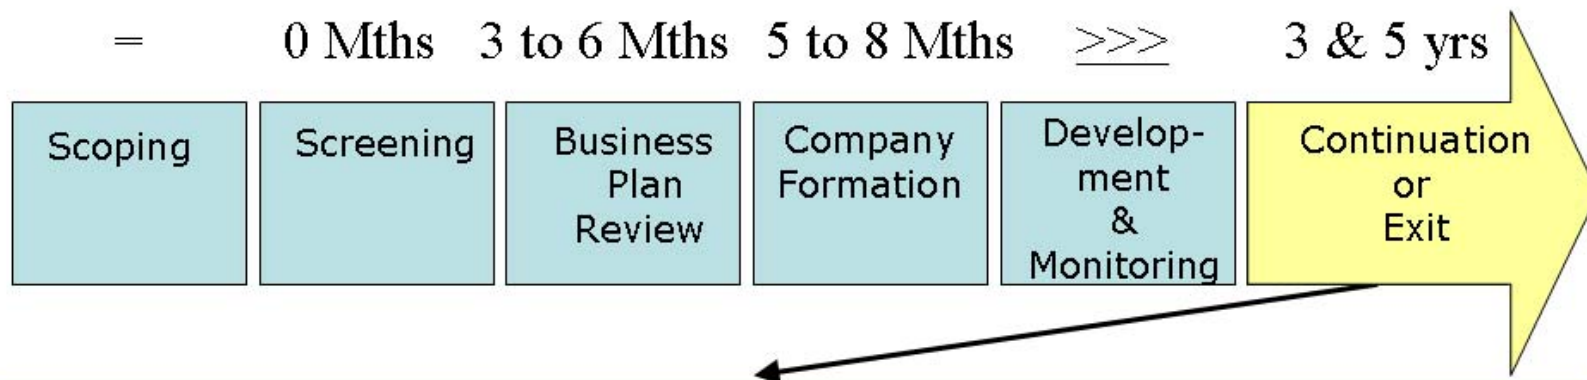 = 0 Mths 3 to 6 Mths 5 to 8 Mths >>> 3 & 5 yrs
Scoping
Screening
Business
Plan
Review
Company
Formation
Develop-
ment
&
Monitoring
Continuation
or
Exit